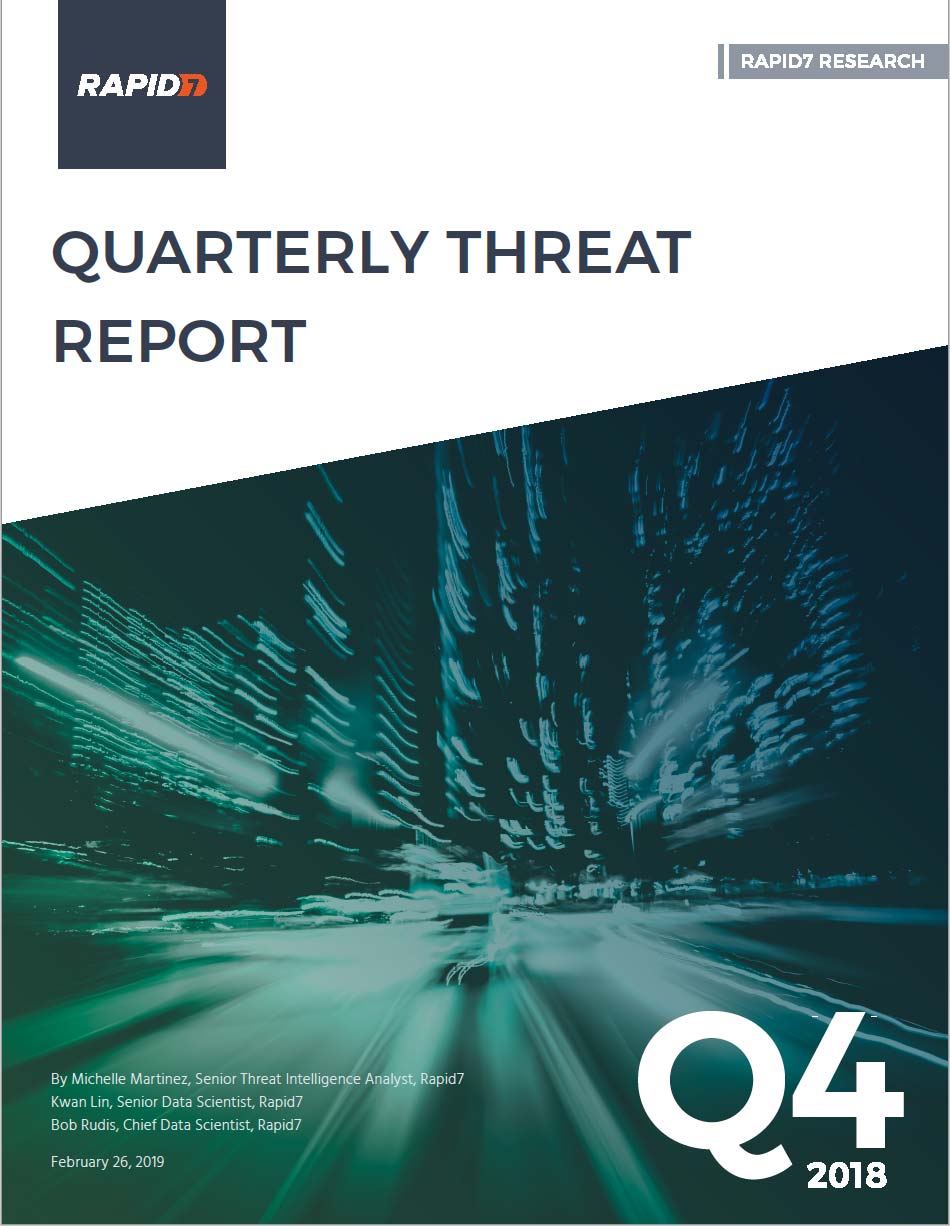 RAPID7
RAPID7 RESEARCH
QUARTERLY THREAT
REPORT
By Michelle Martinez, Senior Threat Intelligence Analyst, Rapid7
Kwan Lin, Senior Data Scientist, Rapid7
Bob Rudis, Chief Data Scientist, Rapid7
February 26, 2019
Q4
2018